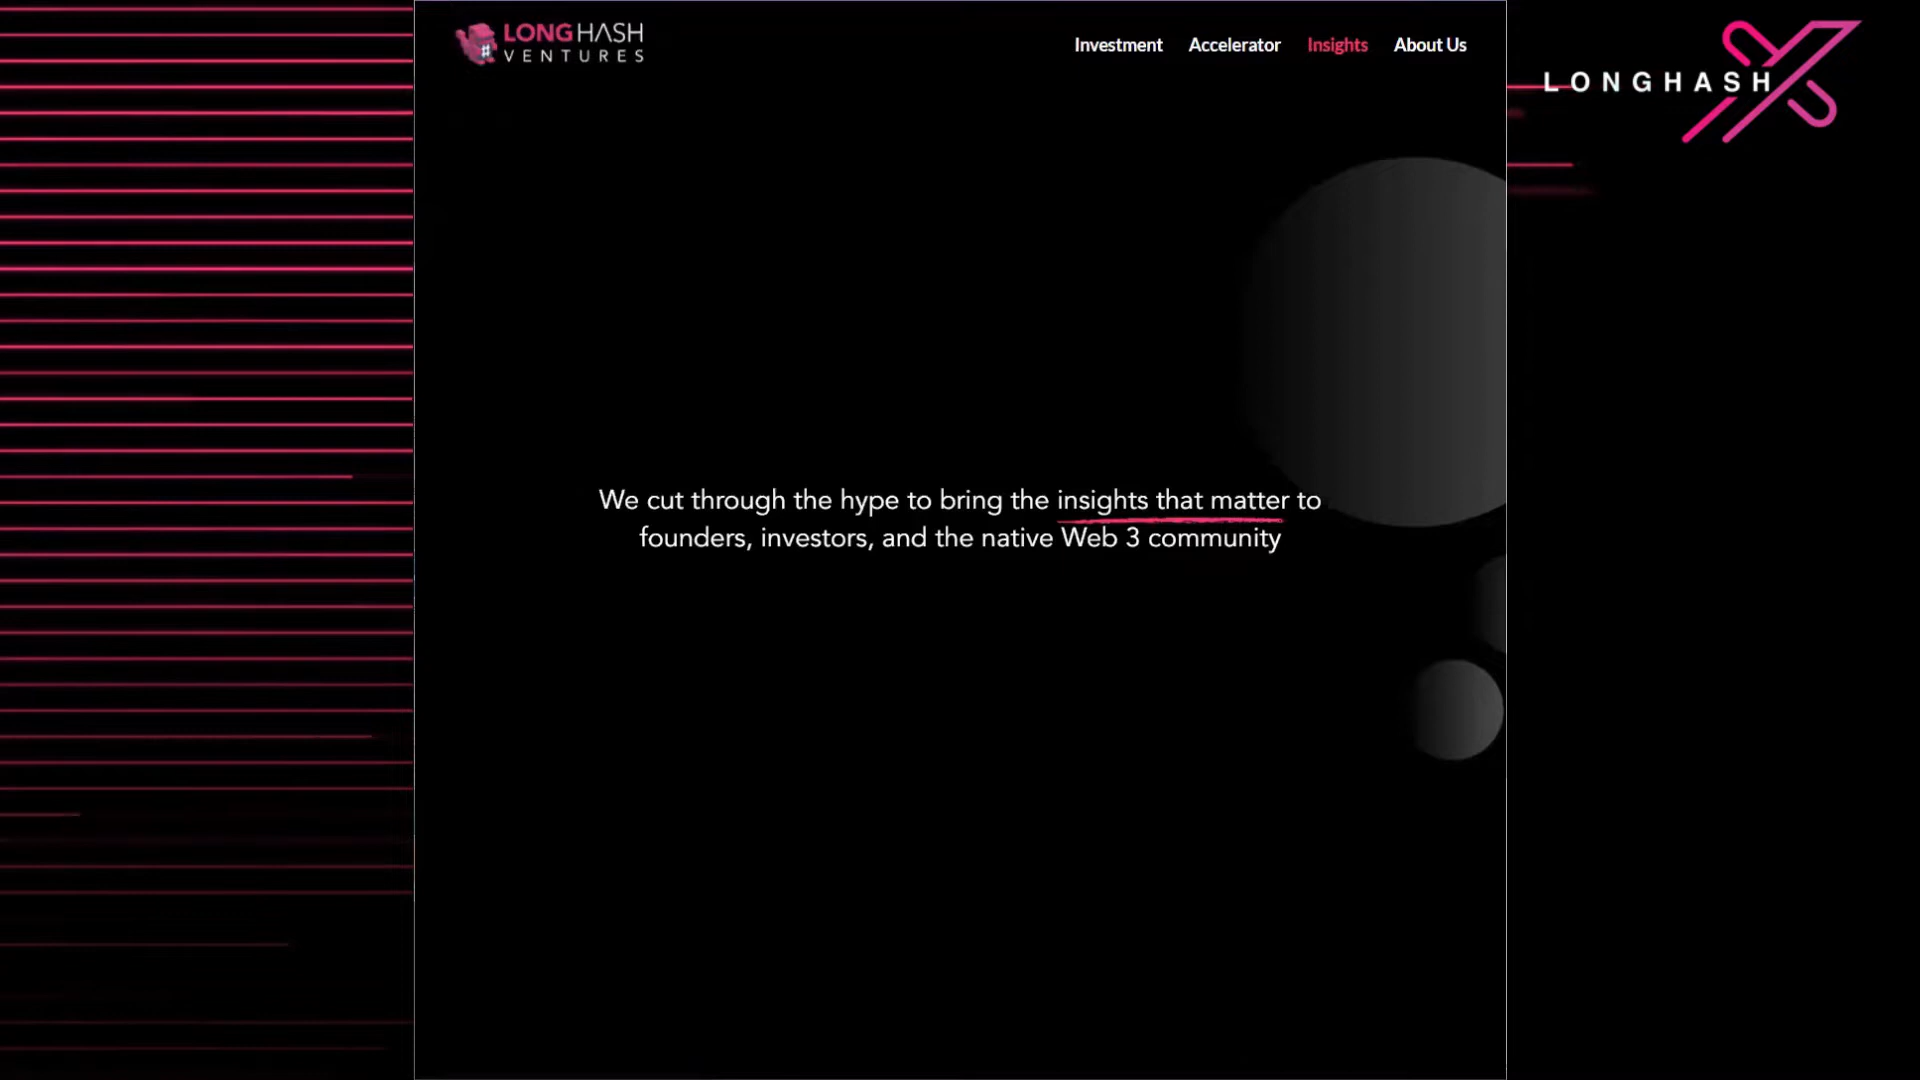 LONGHASH
VENTURES
Investment
Accelerator
Insights
About Us
LONGHASH
We cut through the hype to bring the insights that matter to
founders, investors, and the native Web 3 community